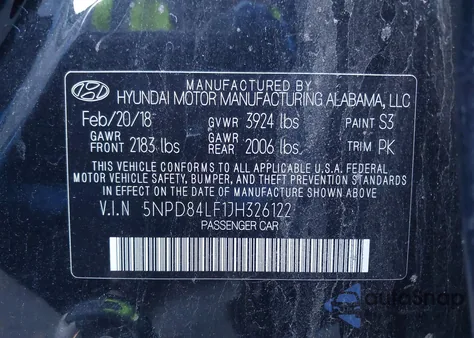 MANUFACTURED BY
HYUNDAI MOTOR MANUFACTURING ALABAMA, LLC
Feb/20/18 GVWR 3924 lbs PAINT S3
GAWR FRONT 2183 lbs GAWR REAR 2006 lbs TRIM PK
THIS VEHICLE CONFORMS TO ALL APPLICABLE U.S.A. FEDERAL
MOTOR VEHICLE SAFETY, BUMPER, AND THEFT PREVENTION STANDARDS
IN EFFECT ON THE DATE OF MANUFACTURE SHOWN ABOVE
V.I.N 5NPD84LF1JH326122
PASSENGER CAR
autosnap